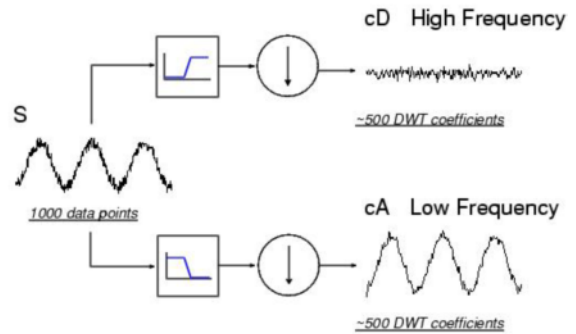 cD High Frequency
~500 DWT coefficients
S
1000 data points
cA Low Frequency
~500 DWT coefficients